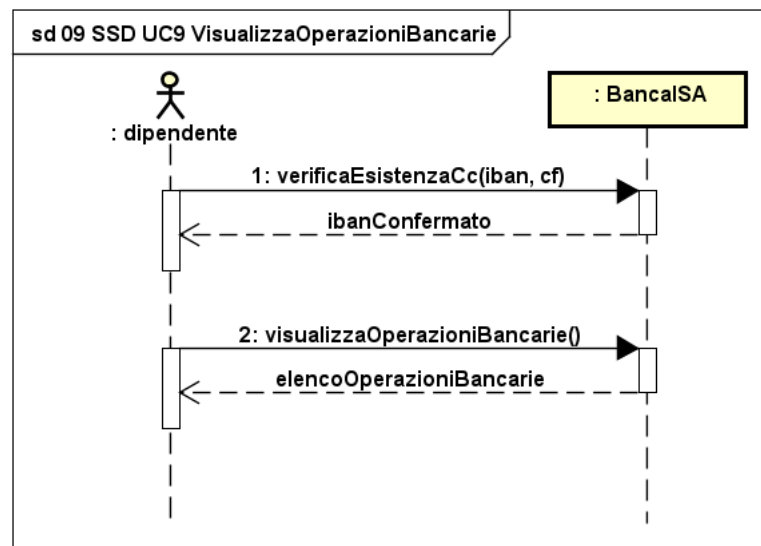 sd 09 SSD UC9 VisualizzaOperazioniBancarie
: dipendente
: BancaISA
1: verificaEsistenzaCc(iban, cf)
ibanConfermato
2: visualizzaOperazioniBancarie()
elencoOperazioniBancarie